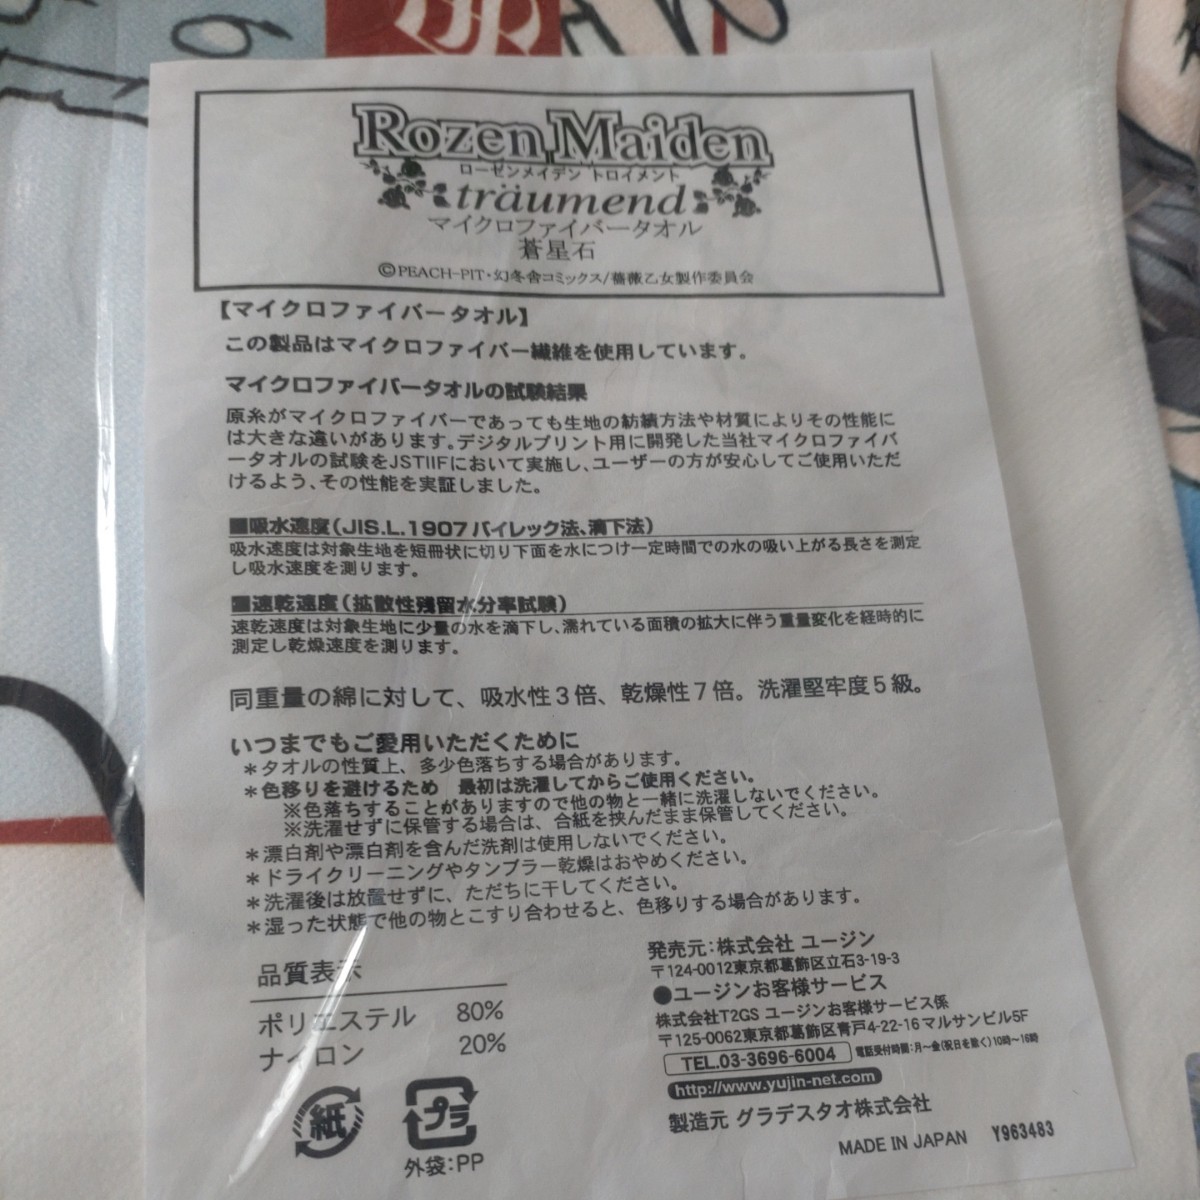 Rozen Maiden
ローゼンメイデン トロイメント
träumend
マイクロファイバータオル
蒼星石
©PEACH-PIT・幻冬舎コミックス/薔薇乙女製作委員会
【マイクロファイバータオル】
この製品はマイクロファイバー繊維を使用しています。
マイクロファイバータオルの試験結果
原糸がマイクロファイバーであっても生地の紡績方法や材質によりその性能に
は大きな違いがあります。デジタルプリント用に開発した当社マイクロファイバ
ータオルの試験をJSTIIFにおいて実施し、ユーザーの方が安心してご使用いただ
けるよう、その性能を実証しました。
■吸水速度(JIS.L.1907バイレック法、滴下法)
吸水速度は対象生地を短冊状に切り下面を水につけ一定時間での水の吸い上がる長さを測定
し吸水速度を測ります。
■速乾速度(拡散性残留水分率試験)
速乾速度は対象生地に少量の水を滴下し、濡れている面積の拡大に伴う重量変化を経時的に
測定し乾燥速度を測ります。
同重量の綿に対して、吸水性3倍、乾燥性7倍。洗濯堅牢度5級。
いつまでもご愛用いただくために
*タオルの性質上、多少色落ちする場合があります。
*色移りを避けるため 最初は洗濯してからご使用ください。
※色落ちすることがありますので他の物と一緒に洗濯しないでください。
※洗濯せずに保管する場合は、合紙を挟んだまま保管してください。
*漂白剤や漂白剤を含んだ洗剤は使用しないでください。
*ドライクリーニングやタンブラー乾燥はおやめください。
*洗濯後は放置せずに、ただちに干してください。
*湿った状態で他の物とこすり合わせると、色移りする場合があります。
品質表示
ポリエステル 80%
ナイロン 20%
紙
プラ
外袋:PP
発売元:株式会社 ユージン
〒124-0012東京都葛飾区立石3-19-3
●ユージンお客様サービス
株式会社T2GS ユージンお客様サービス係
〒125-0062東京都葛飾区青戸4-22-16マルサンビル5F
TEL.03-3696-6004 電話受付時間:月〜金(祝日を除く)10時〜16時
http://www.yujin-net.com
製造元 グラデスタオ株式会社
MADE IN JAPAN Y963483